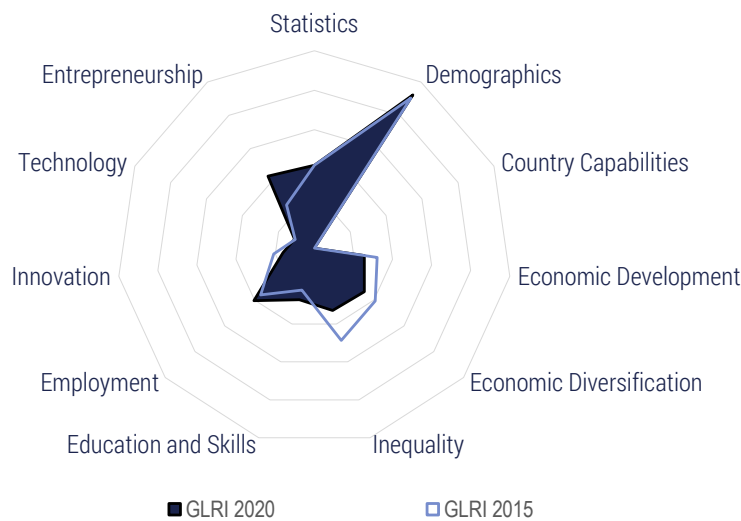 Statistics
Entrepreneurship
Demographics
Technology
Country Capabilities
Innovation
Economic Development
Employment
Economic Diversification
Education and Skills
Inequality
GLRI 2020
GLRI 2015